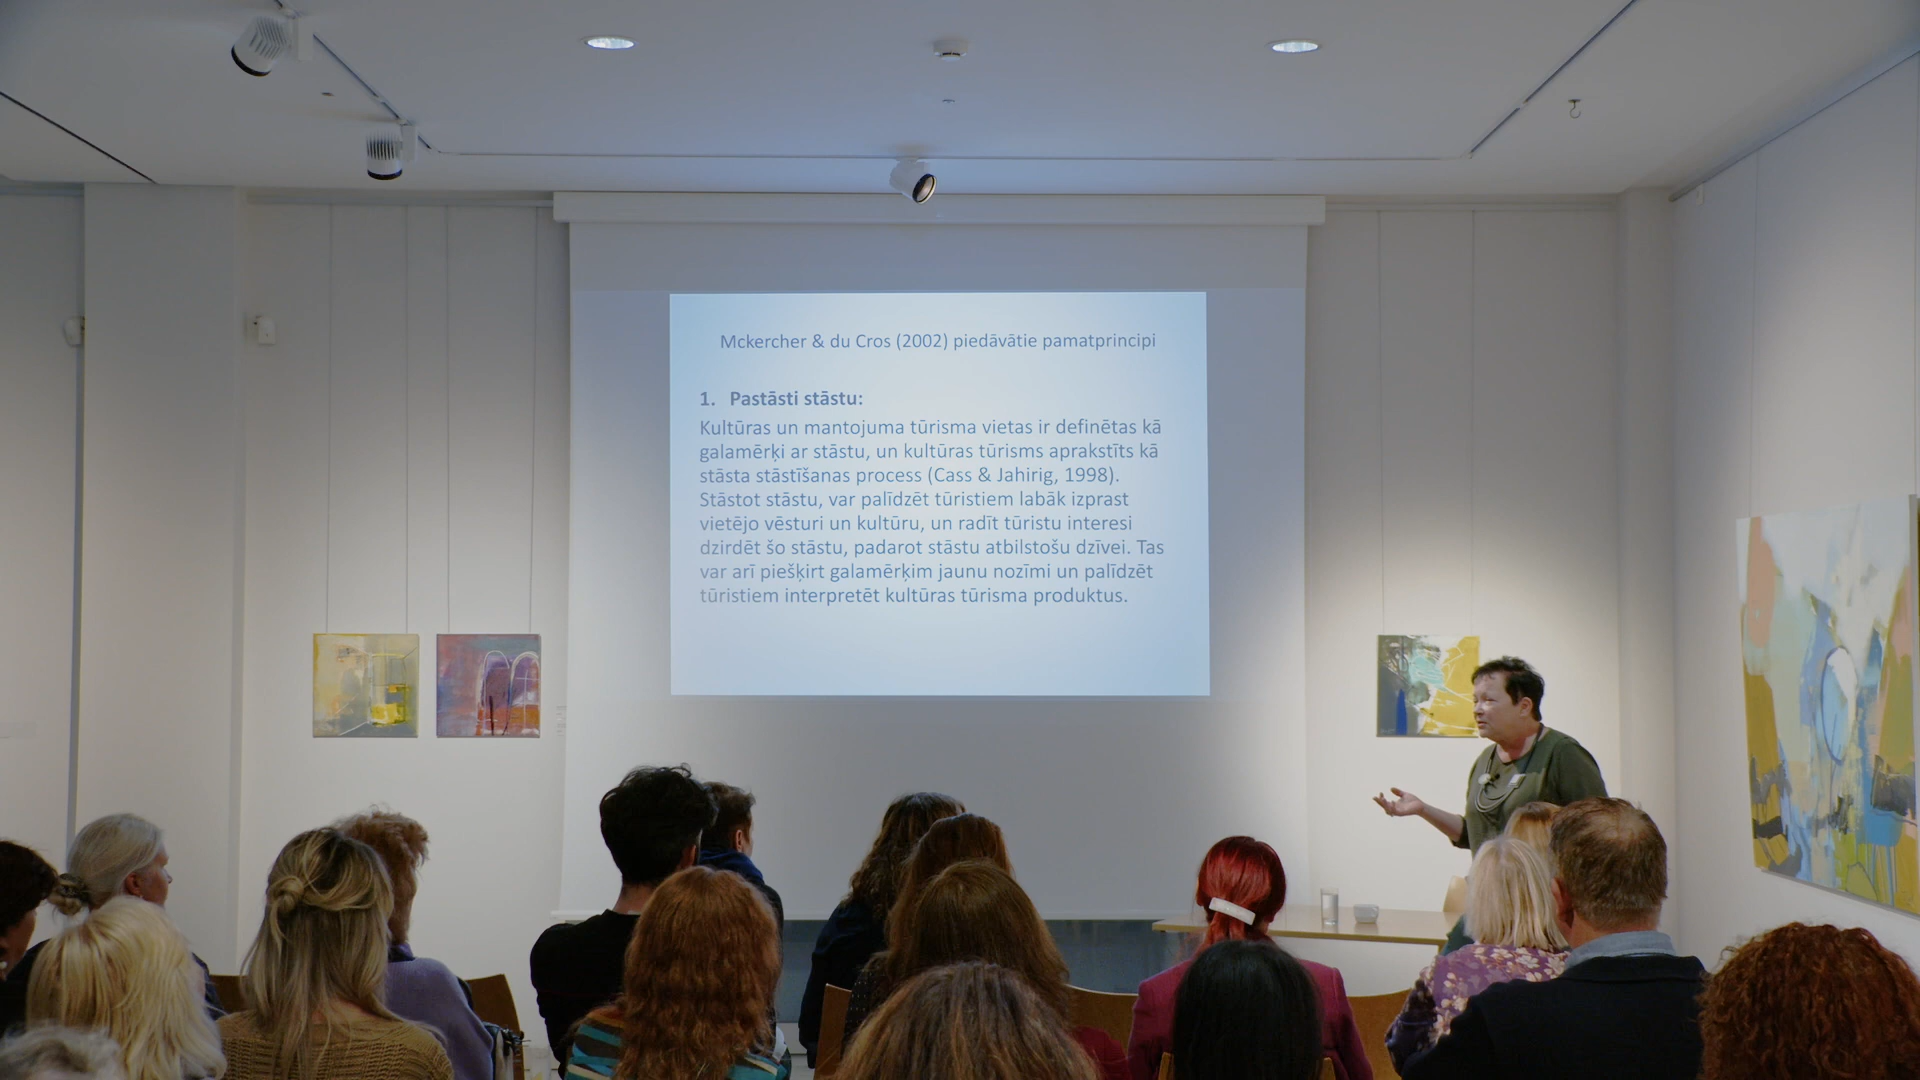 Mckercher & du Cros (2002) piedāvātie pamatprincipi
1. Pastāsti stāstu:
Kultūras un mantojuma tūrisma vietas ir definētas kā
galamērķi ar stāstu, un kultūras tūrisms aprakstīts kā
stāsta stāstīšanas process (Cass & Jahirig, 1998).
Stāstot stāstu, var palīdzēt tūristiem labāk izprast
vietējo vēsturi un kultūru, un radīt tūristu interesi
dzirdēt šo stāstu, padarot stāstu atbilstošu dzīvei. Tas
var arī piešķirt galamērķim jaunu nozīmi un palīdzēt
tūristiem interpretēt kultūras tūrisma produktus.